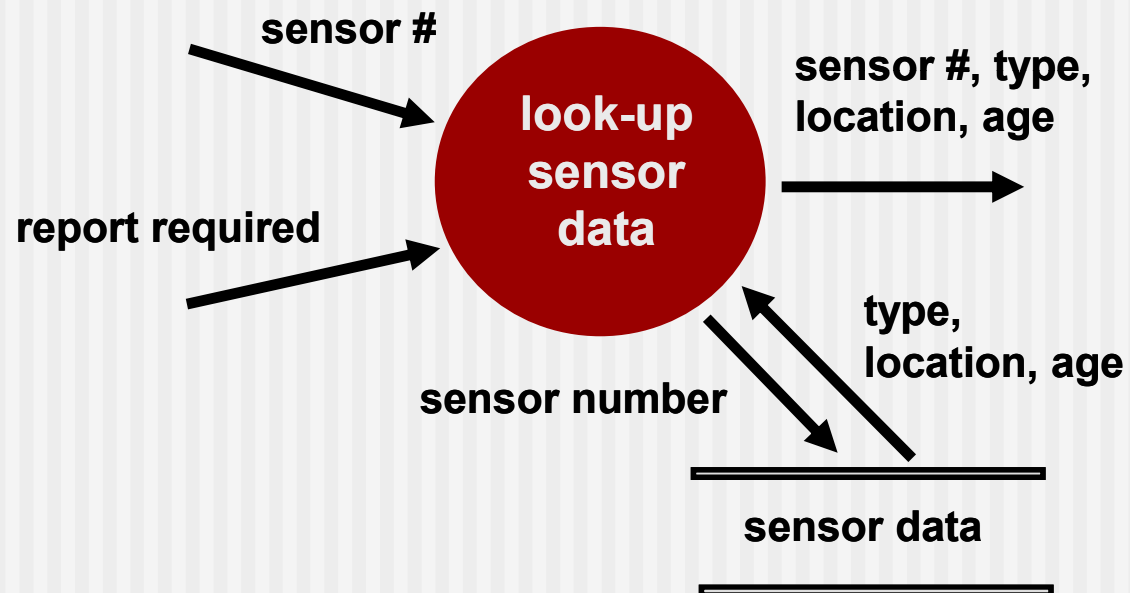 sensor #
look-up
sensor
data
sensor #, type,
location, age
report required
type,
location, age
sensor number
sensor data